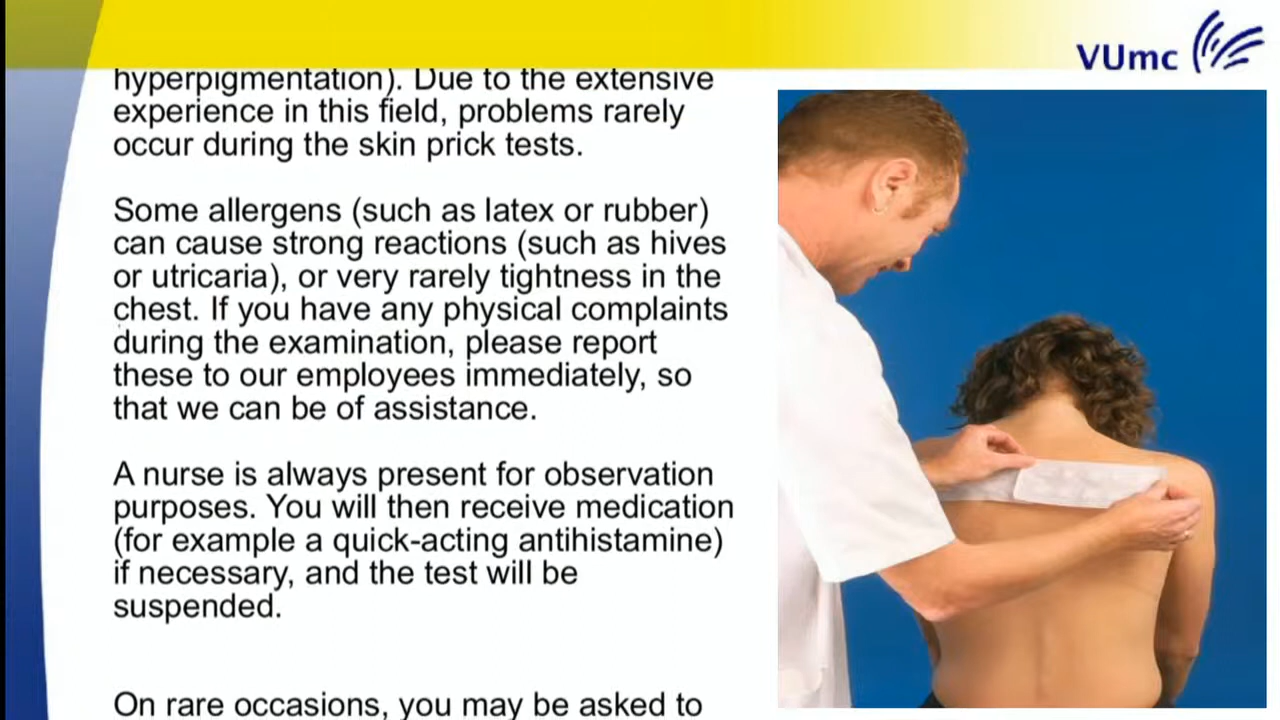 VUmc
hyperpigmentation). Due to the extensive
experience in this field, problems rarely
occur during the skin prick tests.
Some allergens (such as latex or rubber)
can cause strong reactions (such as hives
or utricaria), or very rarely tightness in the
chest. If you have any physical complaints
during the examination, please report
these to our employees immediately, so
that we can be of assistance.
A nurse is always present for observation
purposes. You will then receive medication
(for example a quick-acting antihistamine)
if necessary, and the test will be
suspended.
On rare occasions, you may be asked to